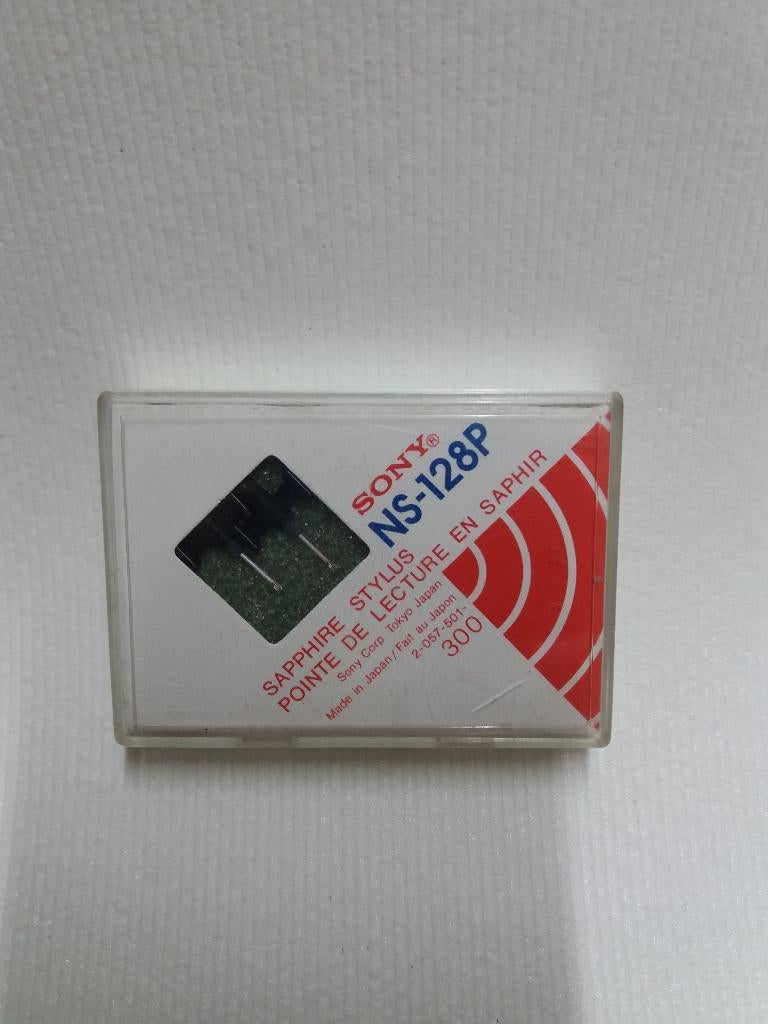 SONY®
NS-128P
SAPPHIRE STYLUS
POINTE DE LECTURE EN SAPHIR
Sony Corp Tokyo Japan
Made in Japan/Fait au Japon
2-057-501-
300